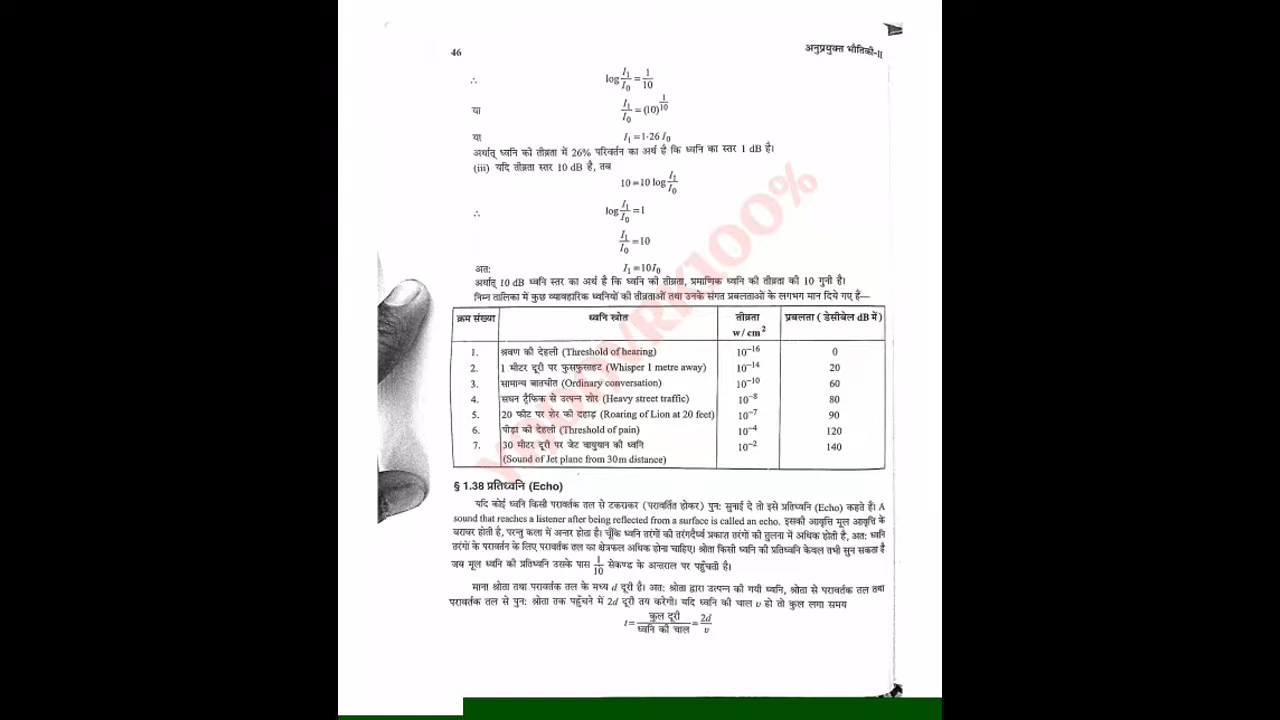 46
अनुप्रयुक्त भौतिकी-II
∴ log I₁/I₀ = 1/10
या I₁/I₀ = (10)^(1/10)
या I₁ = 1·26 I₀
अर्थात् ध्वनि की तीव्रता में 26% परिवर्तन का अर्थ है कि ध्वनि का स्तर 1 dB है।
(iii) यदि तीव्रता स्तर 10 dB है, तब
10 = 10 log I₁/I₀
∴ log I₁/I₀ = 1
I₁/I₀ = 10
अतः I₁ = 10I₀
अर्थात् 10 dB ध्वनि स्तर का अर्थ है कि ध्वनि की तीव्रता, प्रमाणिक ध्वनि की तीव्रता की 10 गुनी है।
निम्न तालिका में कुछ व्यावहारिक ध्वनियों की तीव्रताओं तथा उनके संगत प्रबलताओं के लगभग मान दिये गए हैं—
क्रम संख्या ध्वनि स्त्रोत तीव्रता w / cm² प्रबलता ( डेसीबेल dB में )
1. श्रवण की देहली (Threshold of hearing) 10⁻¹⁶ 0
2. 1 मीटर दूरी पर फुसफुसाहट (Whisper 1 metre away) 10⁻¹⁴ 20
3. सामान्य बातचीत (Ordinary conversation) 10⁻¹⁰ 60
4. सघन ट्रैफिक से उत्पन्न शोर (Heavy street traffic) 10⁻⁸ 80
5. 20 फीट पर शेर की दहाड़ (Roaring of Lion at 20 feet) 10⁻⁷ 90
6. पीड़ा की देहली (Threshold of pain) 10⁻⁴ 120
7. 30 मीटर दूरी पर जेट वायुयान की ध्वनि 10⁻² 140
(Sound of Jet plane from 30m distance)
§ 1.38 प्रतिध्वनि (Echo)
यदि कोई ध्वनि किसी परावर्तक तल से टकराकर (परावर्तित होकर) पुनः सुनाई दे तो इसे प्रतिध्वनि (Echo) कहते हैं। A
sound that reaches a listener after being reflected from a surface is called an echo. इसकी आवृत्ति मूल आवृत्ति के
बराबर होती है, परन्तु कला में अन्तर होता है। चूँकि ध्वनि तरंगों की तरंगदैर्ध्य प्रकाश तरंगों की तुलना में अधिक होती है, अतः ध्वनि
तरंगों के परावर्तन के लिए परावर्तक तल का क्षेत्रफल अधिक होना चाहिए। श्रोता किसी ध्वनि की प्रतिध्वनि केवल तभी सुन सकता है
जब मूल ध्वनि की प्रतिध्वनि उसके पास 1/10 सेकण्ड के अन्तराल पर पहुँचती है।
माना श्रोता तथा परावर्तक तल के मध्य d दूरी है। अतः श्रोता द्वारा उत्पन्न की गयी ध्वनि, श्रोता से परावर्तक तल तथा
परावर्तक तल से पुनः श्रोता तक पहुँचने में 2d दूरी तय करेगी। यदि ध्वनि की चाल υ हो तो कुल लगा समय
t = कुल दूरी/ध्वनि की चाल = 2d/υ